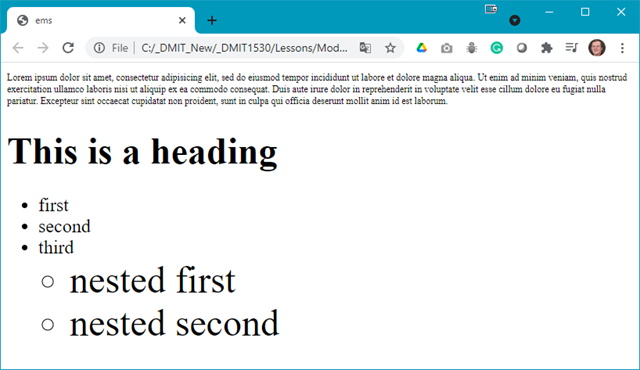 ems
File
C:/_DMIT_New/_DMIT1530/Lessons/Mod...
Lorem ipsum dolor sit amet, consectetur adipisicing elit, sed do eiusmod tempor incididunt ut labore et dolore magna aliqua. Ut enim ad minim veniam, quis nostrud
exercitation ullamco laboris nisi ut aliquip ex ea commodo consequat. Duis aute irure dolor in reprehenderit in voluptate velit esse cillum dolore eu fugiat nulla
pariatur. Excepteur sint occaecat cupidatat non proident, sunt in culpa qui officia deserunt mollit anim id est laborum.
This is a heading
first
second
third
nested first
nested second